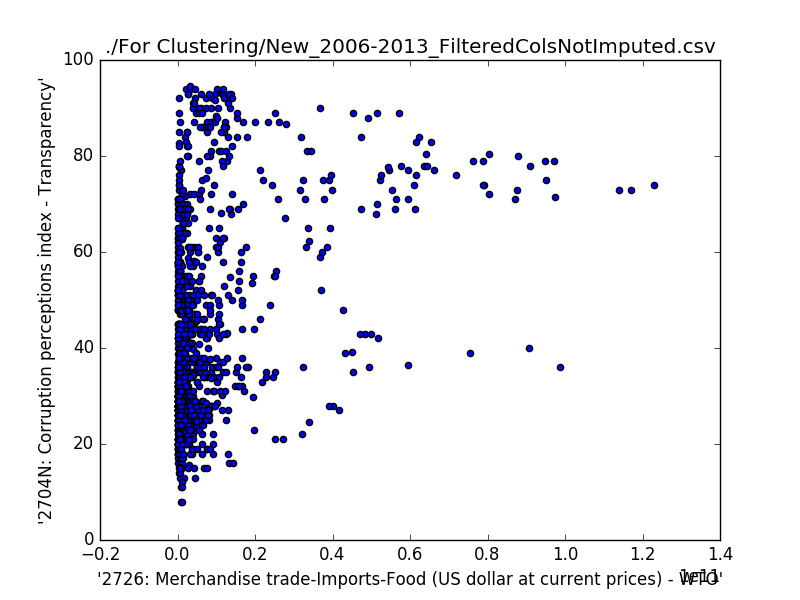 ./For Clustering/New_2006-2013_FilteredColsNotImputed.csv
100
80
60
40
20
0
'2704N: Corruption perceptions index - Transparency'
−0.2 0.0 0.2 0.4 0.6 0.8 1.0 1.2 1.4
1e11
'2726: Merchandise trade-Imports-Food (US dollar at current prices) - WTO'